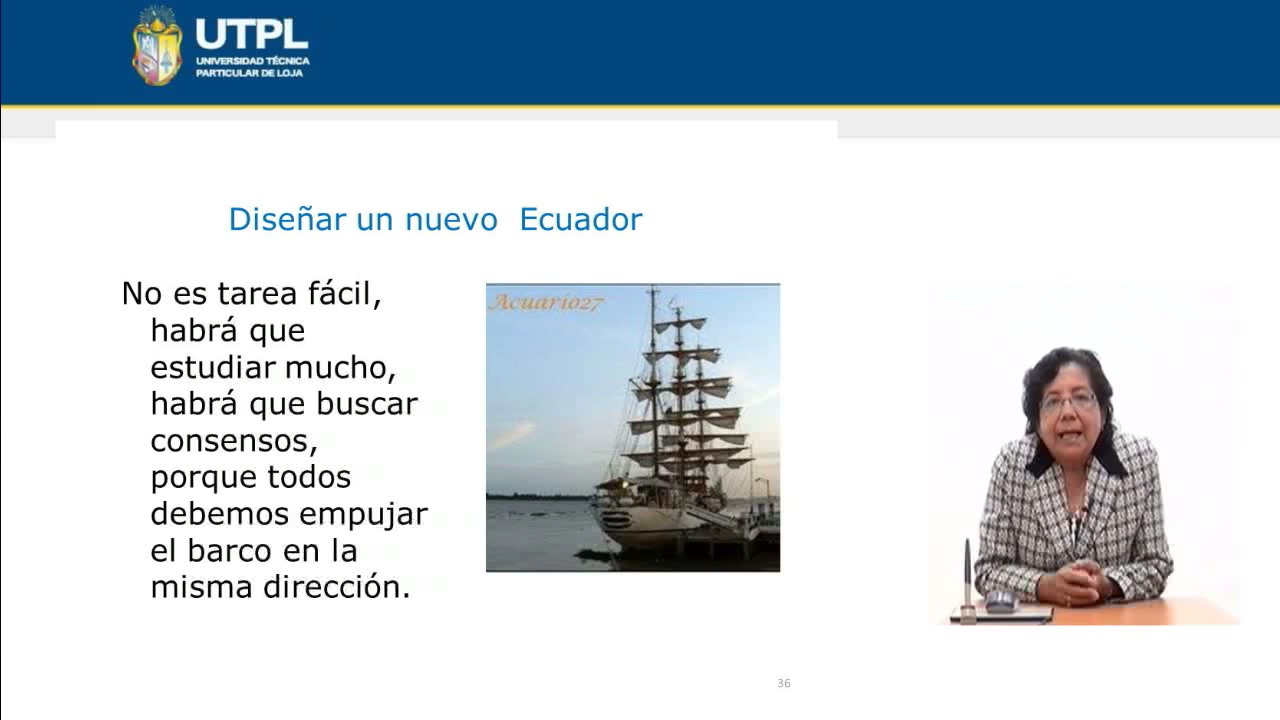 UTPL
UNIVERSIDAD TÉCNICA
PARTICULAR DE LOJA
Diseñar un nuevo Ecuador
No es tarea fácil,
habrá que
estudiar mucho,
habrá que buscar
consensos,
porque todos
debemos empujar
el barco en la
misma dirección.
Acuario27
36